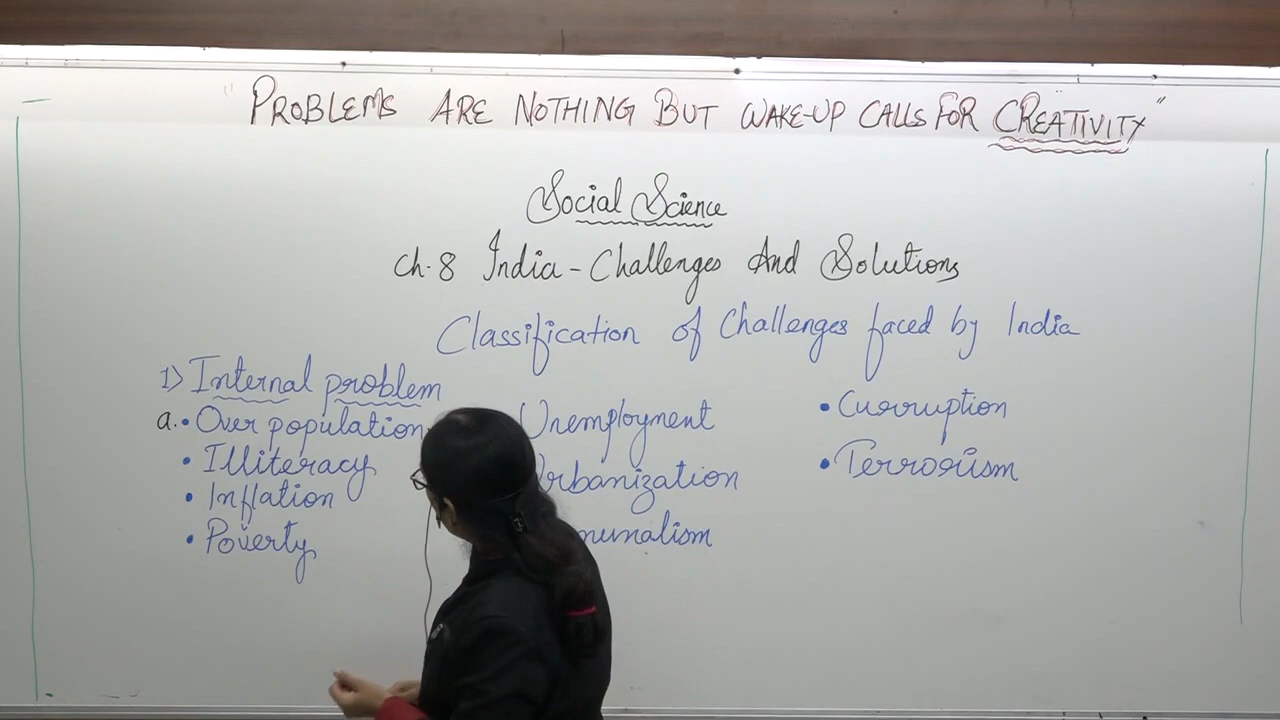 "PROBLEMS ARE NOTHING BUT WAKE-UP CALLS FOR CREATIVITY"
Social Science
Ch.8 India - Challenges And Solutions
Classification of Challenges faced by India
1) Internal problem
a. • Over population
• Illiteracy
• Inflation
• Poverty
Unemployment
• Curruption
• Terrorism